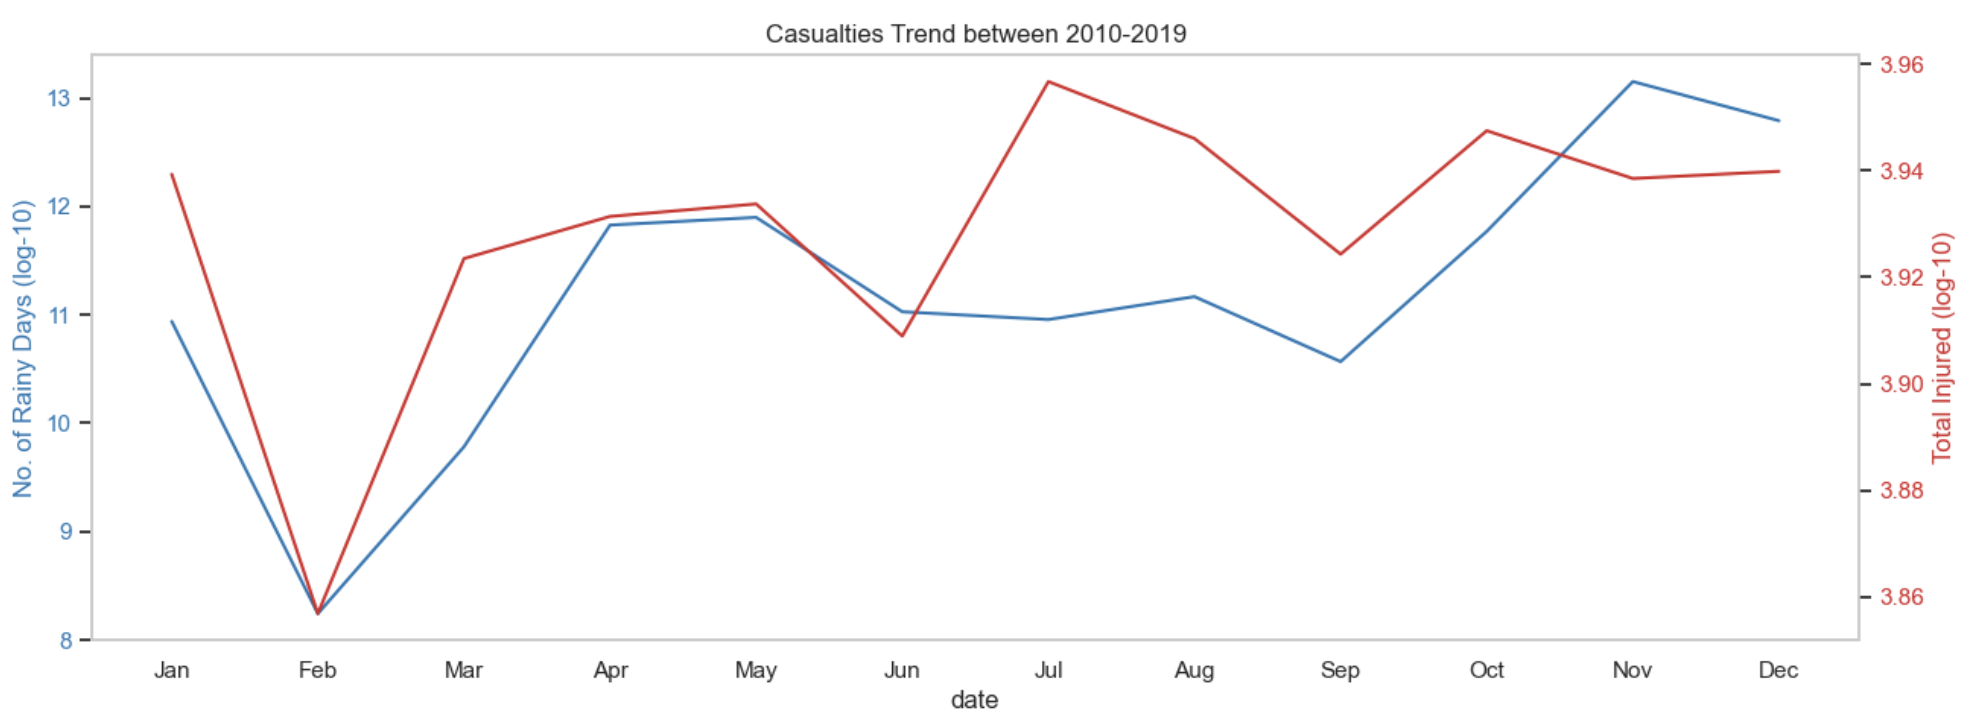 Casualties Trend between 2010-2019
No. of Rainy Days (log-10)
13
12
11
10
9
8
3.96
3.94
3.92
3.90
3.88
3.86
Total Injured (log-10)
Jan Feb Mar Apr May Jun Jul Aug Sep Oct Nov Dec
date